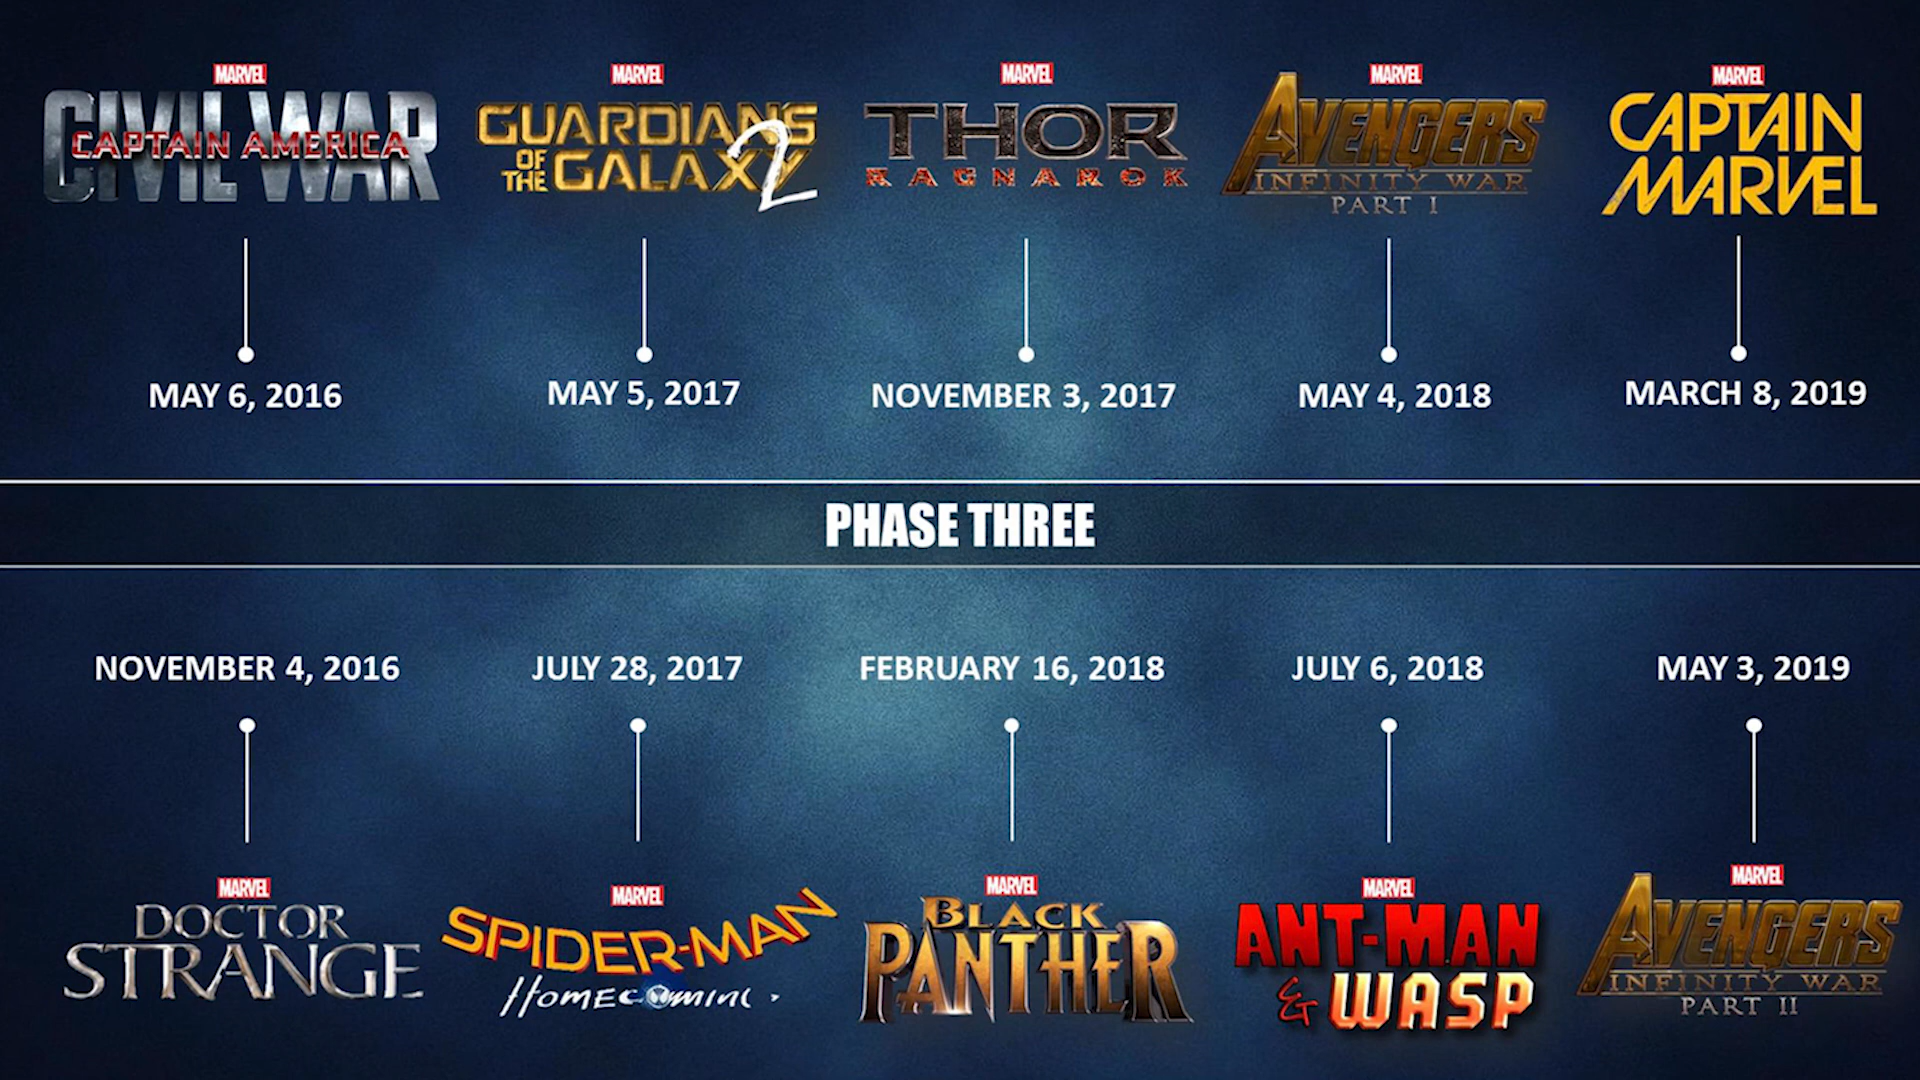 MARVEL
CIVIL WAR
CAPTAIN AMERICA
MAY 6, 2016
MARVEL
GUARDIANS
OF THE GALAXY 2
MAY 5, 2017
MARVEL
THOR
RAGNAROK
NOVEMBER 3, 2017
MARVEL
AVENGERS
INFINITY WAR
PART I
MAY 4, 2018
MARVEL
CAPTAIN
MARVEL
MARCH 8, 2019
PHASE THREE
NOVEMBER 4, 2016
MARVEL
DOCTOR
STRANGE
JULY 28, 2017
MARVEL
SPIDER-MAN
HOMECOMING
FEBRUARY 16, 2018
MARVEL
BLACK
PANTHER
JULY 6, 2018
MARVEL
ANT-MAN
& WASP
MAY 3, 2019
MARVEL
AVENGERS
INFINITY WAR
PART II